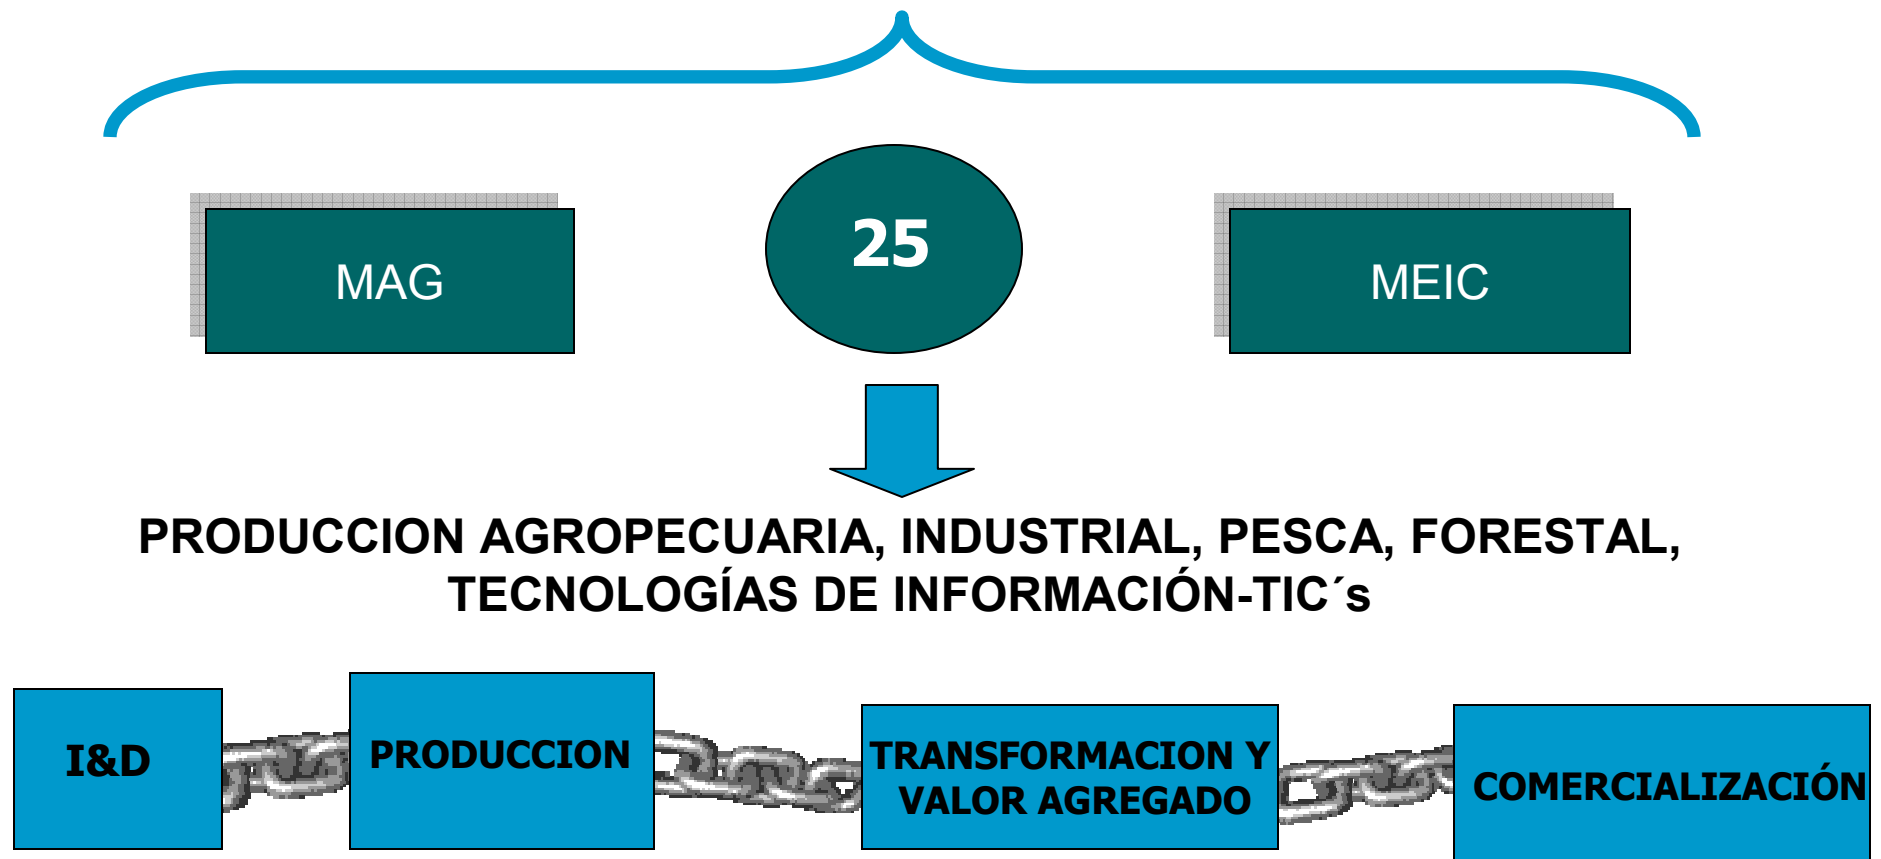 MAG
25
MEIC
PRODUCCION AGROPECUARIA, INDUSTRIAL, PESCA, FORESTAL,
TECNOLOGÍAS DE INFORMACIÓN-TIC´s
I&D
PRODUCCION
TRANSFORMACION Y
VALOR AGREGADO
COMERCIALIZACIÓN